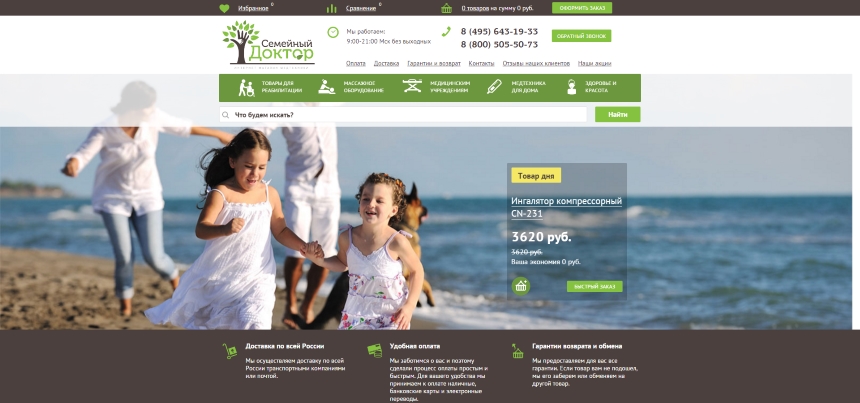 Избранное 0
Сравнение 0
0 товаров на сумму 0 руб.
ОФОРМИТЬ ЗАКАЗ
Семейный
Доктор
Мы работаем:
9:00-21:00 Мск без выходных
8 (495) 643-19-33
8 (800) 505-50-73
ОБРАТНЫЙ ЗВОНОК
Оплата Доставка Гарантии и возврат Контакты Отзывы наших клиентов Наши акции
ТОВАРЫ ДЛЯ
РЕАБИЛИТАЦИИ
МАССАЖНОЕ
ОБОРУДОВАНИЕ
МЕДИЦИНСКИМ
УЧРЕЖДЕНИЯМ
МЕДТЕХНИКА
ДЛЯ ДОМА
ЗДОРОВЬЕ И
КРАСОТА
Что будем искать?
Найти
Товар дня
Ингалятор компрессорный
CN-231
3620 руб.
3620 руб.
Ваша экономия 0 руб.
БЫСТРЫЙ ЗАКАЗ
Доставка по всей России
Мы осуществляем доставку по всей
России транспортными компаниями
или почтой.
Удобная оплата
Мы заботимся о вас и поэтому
сделали процесс оплаты простым и
быстрым. Для вашего удобства мы
принимаем к оплате наличные,
банковские карты и электронные
переводы.
Гарантии возврата и обмена
Мы предоставляем для вас все
гарантии. Если товар вам не подошел,
мы его заберем или обменяем на
другой товар.